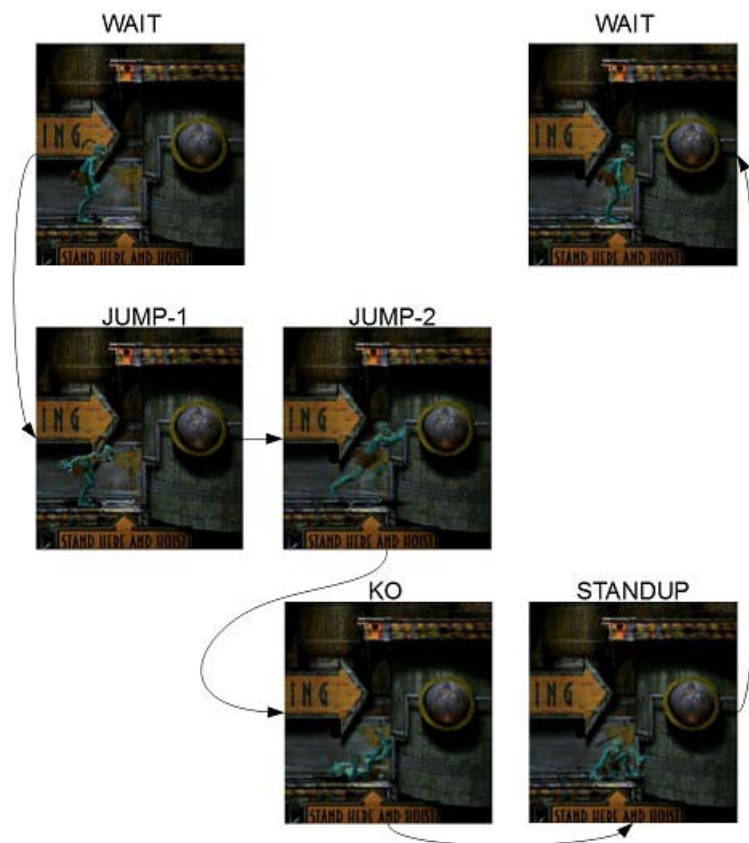 WAIT
WAIT
ING
STAND HERE AND HOIST
ING
STAND HERE AND HOIST
JUMP-1
JUMP-2
ING
STAND HERE AND HOIST
ING
STAND HERE AND HOIST
KO
STANDUP
ING
STAND HERE AND HOIST
ING
STAND HERE AND HOIST